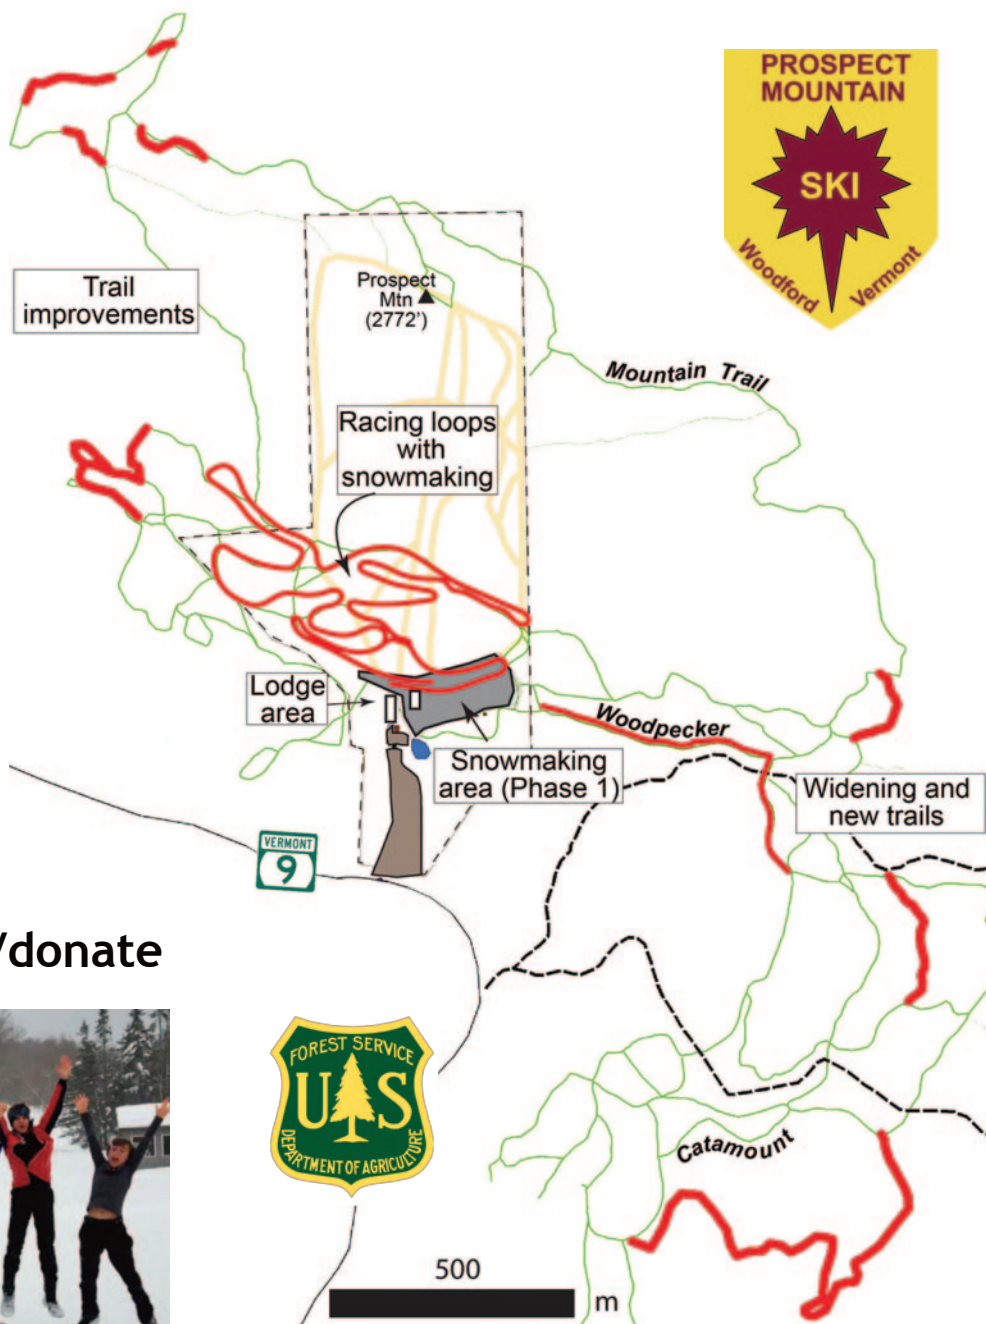 PROSPECT
MOUNTAIN
SKI
Woodford
Vermont
Trail
improvements
Prospect
Mtn
(2772')
Mountain Trail
Racing loops
with
snowmaking
Lodge
area
Woodpecker
Snowmaking
area (Phase 1)
Widening and
new trails
VERMONT
9
/donate
FOREST SERVICE
U S
DEPARTMENT OF AGRICULTURE
Catamount
500
m